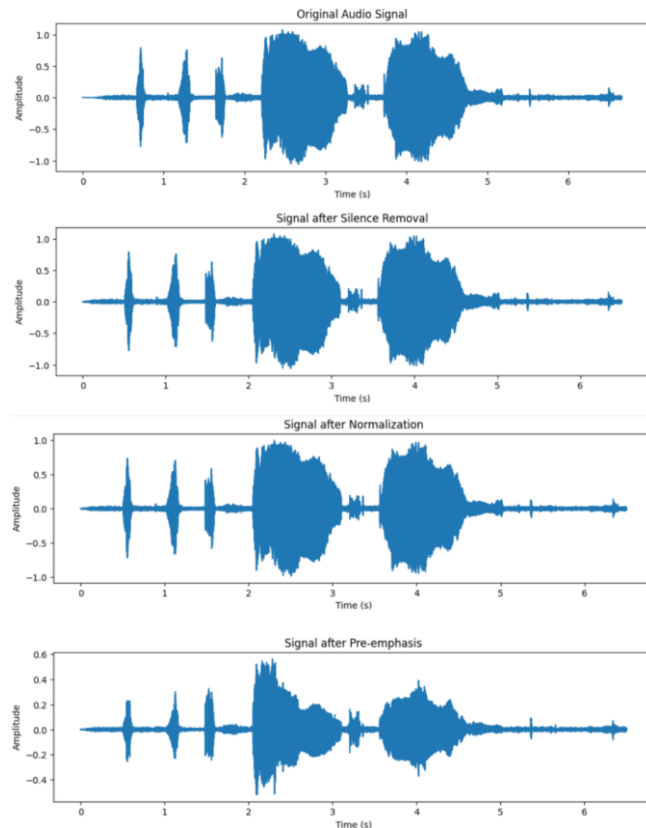 Original Audio Signal
1.0
0.5
0.0
−0.5
−1.0
Amplitude
0 1 2 3 4 5 6
Time (s)
Signal after Silence Removal
1.0
0.5
0.0
−0.5
−1.0
Amplitude
0 1 2 3 4 5 6
Time (s)
Signal after Normalization
1.0
0.5
0.0
−0.5
−1.0
Amplitude
0 1 2 3 4 5 6
Time (s)
Signal after Pre-emphasis
0.6
0.4
0.2
0.0
−0.2
−0.4
Amplitude
0 1 2 3 4 5 6
Time (s)